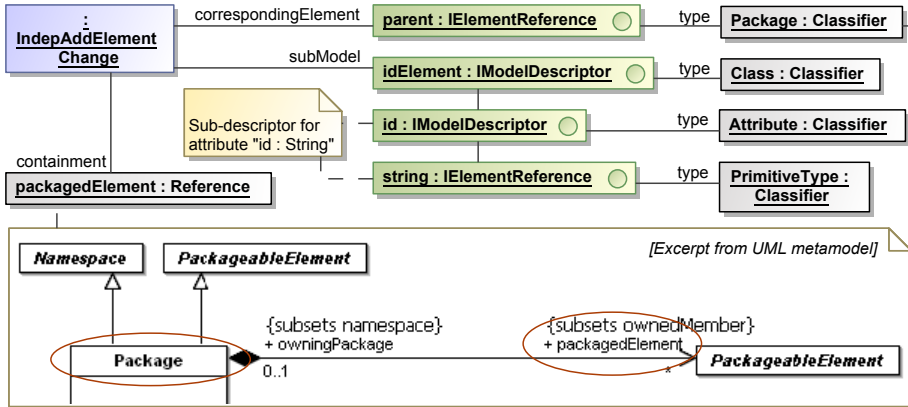 :
IndepAddElement
Change
correspondingElement
parent : IElementReference
type
Package : Classifier
subModel
idElement : IModelDescriptor
type
Class : Classifier
Sub-descriptor for
attribute "id : String"
id : IModelDescriptor
type
Attribute : Classifier
containment
packagedElement : Reference
string : IElementReference
type
PrimitiveType :
Classifier
[Excerpt from UML metamodel]
Namespace
PackageableElement
{subsets namespace}
+ owningPackage
0..1
{subsets ownedMember}
+ packagedElement
*
Package
PackageableElement